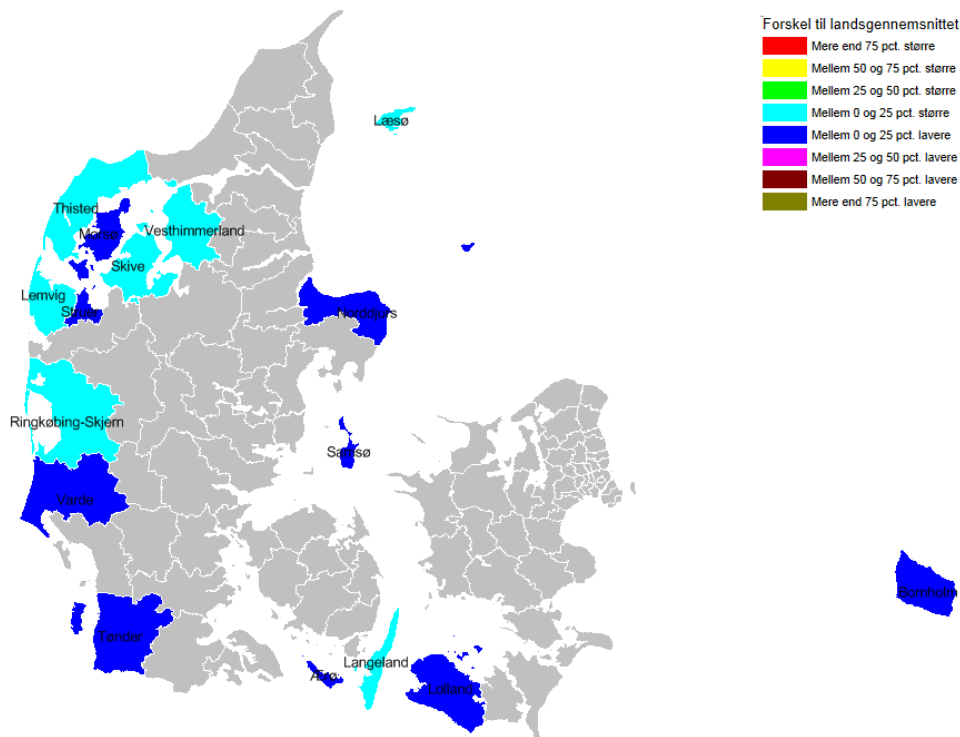 Forskel til landsgennemsnittet
Mere end 75 pct. større
Mellem 50 og 75 pct. større
Mellem 25 og 50 pct. større
Mellem 0 og 25 pct. større
Mellem 0 og 25 pct. lavere
Mellem 25 og 50 pct. lavere
Mellem 50 og 75 pct. lavere
Mere end 75 pct. lavere
Læsø
Thisted
Morsø
Vesthimmerland
Skive
Lemvig
Struer
Norddjurs
Ringkøbing-Skjern
Samsø
Varde
Bornholm
Tønder
Langeland
Ærø
Lolland